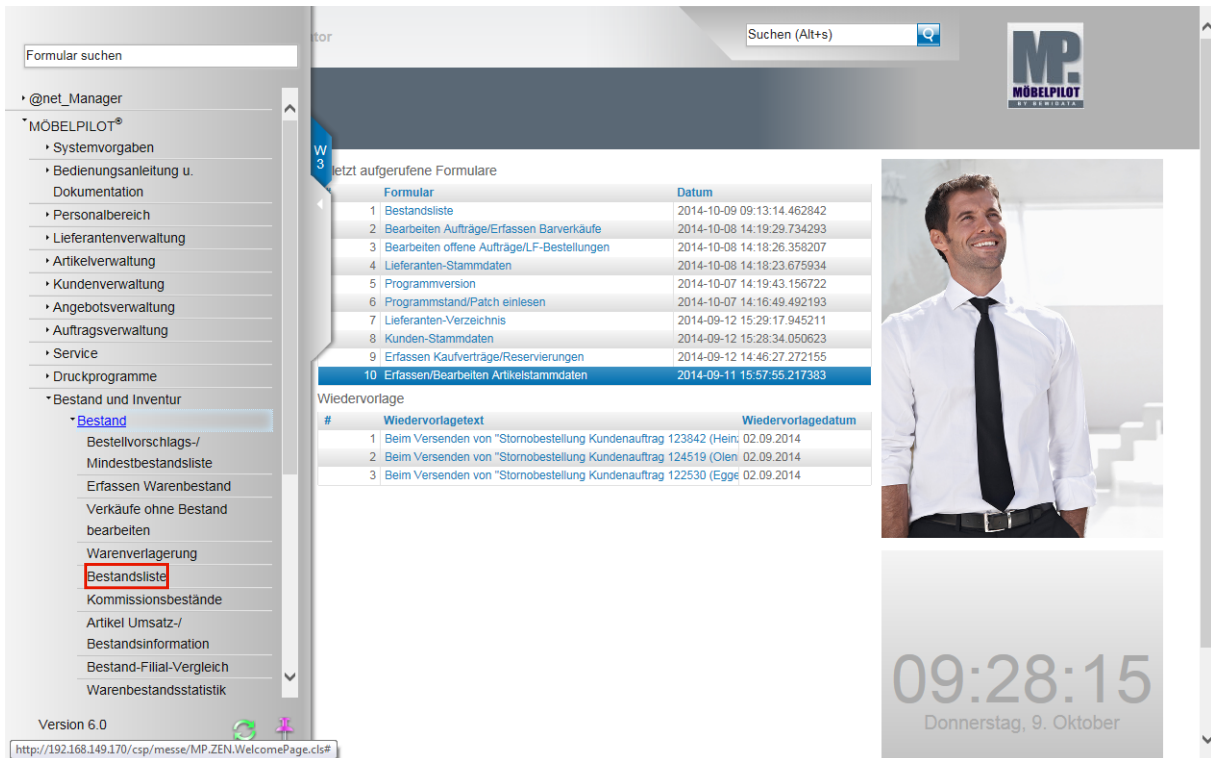 ator
Suchen (Alt+s)
MP.
MÖBELPILOT
BY BEWIDATA
Formular suchen
@net_Manager
MÖBELPILOT®
Systemvorgaben
Bedienungsanleitung u.
Dokumentation
Personalbereich
Lieferantenverwaltung
Artikelverwaltung
Kundenverwaltung
Angebotsverwaltung
Auftragsverwaltung
Service
Druckprogramme
Bestand und Inventur
Bestand
Bestellvorschlags-/
Mindestbestandsliste
Erfassen Warenbestand
Verkäufe ohne Bestand
bearbeiten
Warenverlagerung
Bestandsliste
Kommissionsbestände
Artikel Umsatz-/
Bestandsinformation
Bestand-Filial-Vergleich
Warenbestandsstatistik
Version 6.0
http://192.168.149.170/csp/messe/MP.ZEN.WelcomePage.cls#
W
3
letzt aufgerufene Formulare
Formular Datum
1 Bestandsliste 2014-10-09 09:13:14.462842
2 Bearbeiten Aufträge/Erfassen Barverkäufe 2014-10-08 14:19:29.734293
3 Bearbeiten offene Aufträge/LF-Bestellungen 2014-10-08 14:18:26.358207
4 Lieferanten-Stammdaten 2014-10-08 14:18:23.675934
5 Programmversion 2014-10-07 14:19:43.156722
6 Programmstand/Patch einlesen 2014-10-07 14:16:49.492193
7 Lieferanten-Verzeichnis 2014-09-12 15:29:17.945211
8 Kunden-Stammdaten 2014-09-12 15:28:34.050623
9 Erfassen Kaufverträge/Reservierungen 2014-09-12 14:46:27.272155
10 Erfassen/Bearbeiten Artikelstammdaten 2014-09-11 15:57:55.217383
Wiedervorlage
# Wiedervorlagetext Wiedervorlagedatum
1 Beim Versenden von "Stornobestellung Kundenauftrag 123842 (Hein 02.09.2014
2 Beim Versenden von "Stornobestellung Kundenauftrag 124519 (Olen 02.09.2014
3 Beim Versenden von "Stornobestellung Kundenauftrag 122530 (Egge 02.09.2014
09:28:15
Donnerstag, 9. Oktober